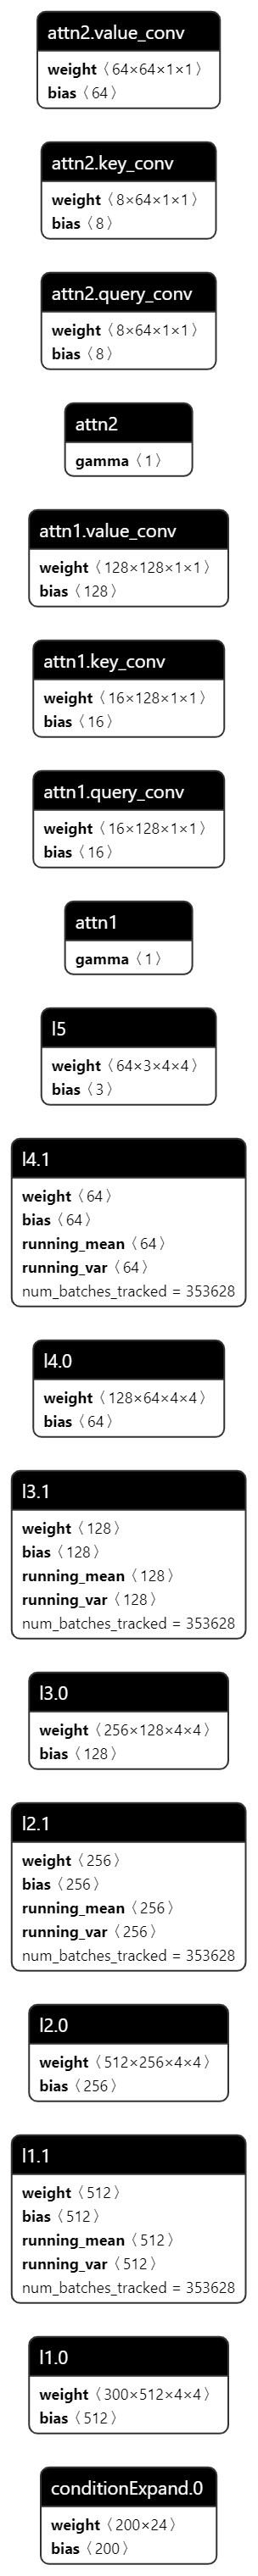 attn2.value_conv
weight〈64×64×1×1〉
bias〈64〉
attn2.key_conv
weight〈8×64×1×1〉
bias〈8〉
attn2.query_conv
weight〈8×64×1×1〉
bias〈8〉
attn2
gamma〈1〉
attn1.value_conv
weight〈128×128×1×1〉
bias〈128〉
attn1.key_conv
weight〈16×128×1×1〉
bias〈16〉
attn1.query_conv
weight〈16×128×1×1〉
bias〈16〉
attn1
gamma〈1〉
l5
weight〈64×3×4×4〉
bias〈3〉
l4.1
weight〈64〉
bias〈64〉
running_mean〈64〉
running_var〈64〉
num_batches_tracked = 353628
l4.0
weight〈128×64×4×4〉
bias〈64〉
l3.1
weight〈128〉
bias〈128〉
running_mean〈128〉
running_var〈128〉
num_batches_tracked = 353628
l3.0
weight〈256×128×4×4〉
bias〈128〉
l2.1
weight〈256〉
bias〈256〉
running_mean〈256〉
running_var〈256〉
num_batches_tracked = 353628
l2.0
weight〈512×256×4×4〉
bias〈256〉
l1.1
weight〈512〉
bias〈512〉
running_mean〈512〉
running_var〈512〉
num_batches_tracked = 353628
l1.0
weight〈300×512×4×4〉
bias〈512〉
conditionExpand.0
weight〈200×24〉
bias〈200〉